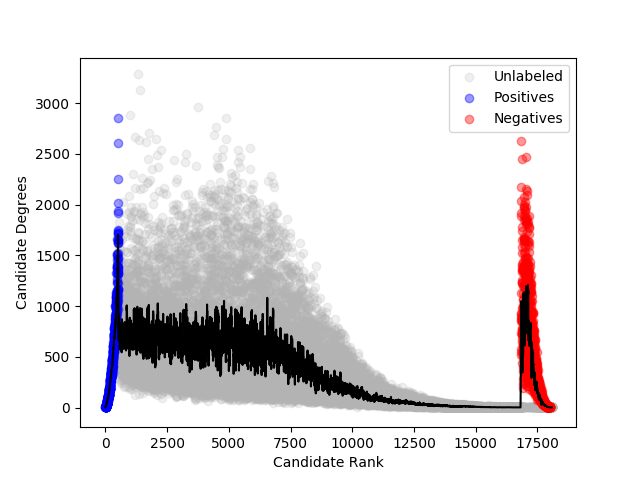 Unlabeled
Positives
Negatives
Candidate Degrees
3000
2500
2000
1500
1000
500
0
0 2500 5000 7500 10000 12500 15000 17500
Candidate Rank